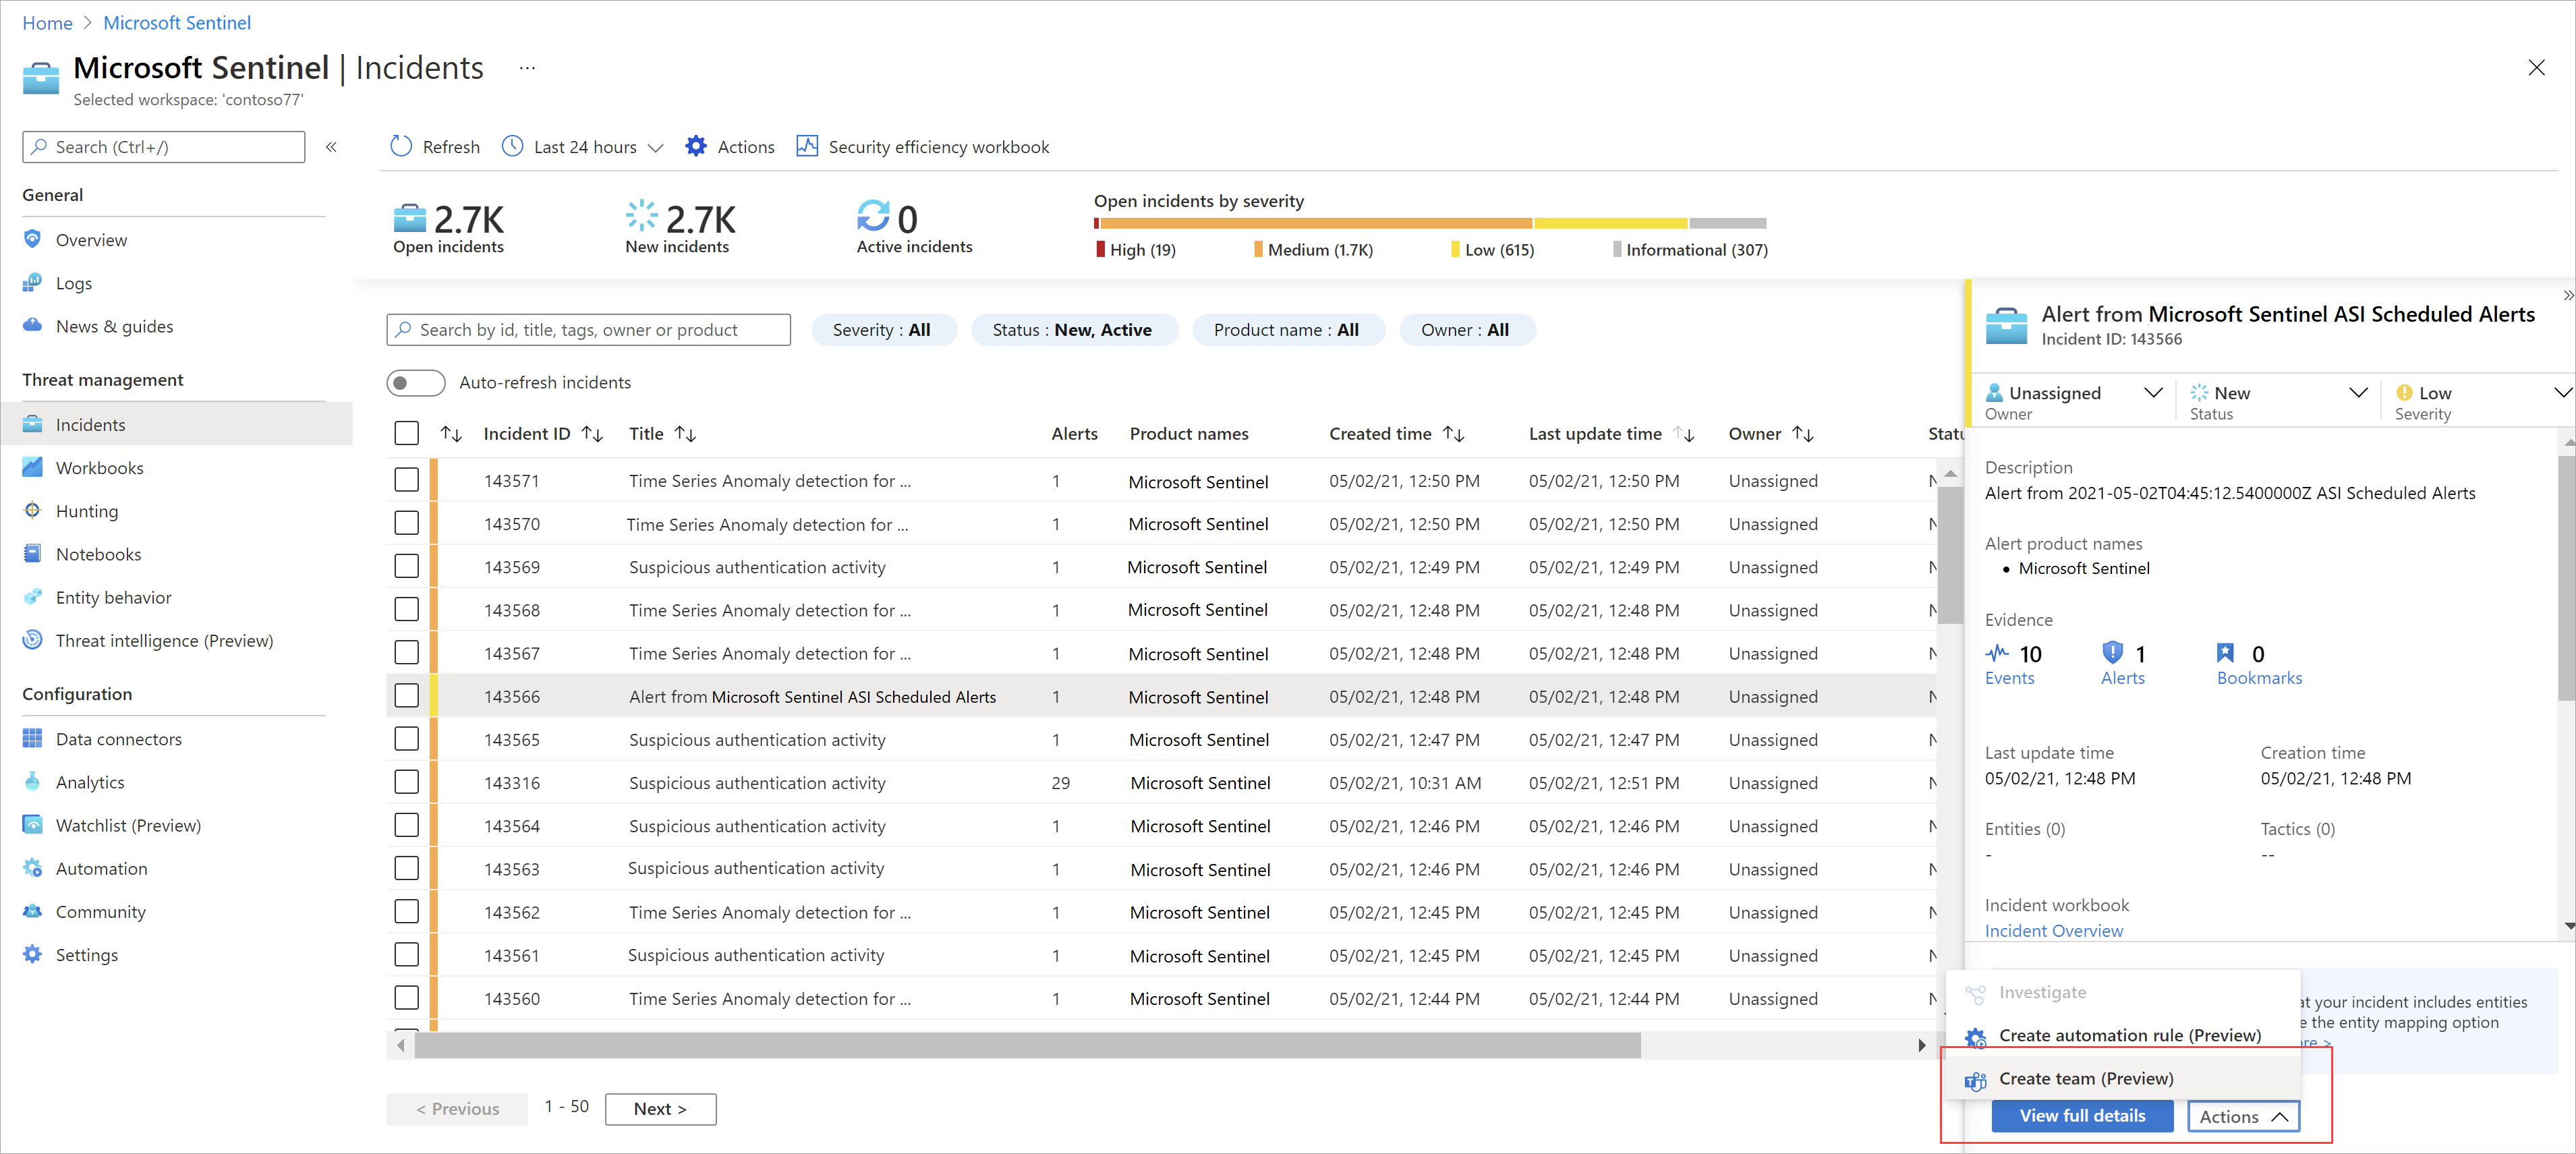 Home > Microsoft Sentinel
Microsoft Sentinel | Incidents ...
Selected workspace: 'contoso77'
Search (Ctrl+/)
«
General
Overview
Logs
News & guides
Threat management
Incidents
Workbooks
Hunting
Notebooks
Entity behavior
Threat intelligence (Preview)
Configuration
Data connectors
Analytics
Watchlist (Preview)
Automation
Community
Settings
Refresh Last 24 hours Actions Security efficiency workbook
2.7K
Open incidents
2.7K
New incidents
0
Active incidents
Open incidents by severity
High (19) Medium (1.7K) Low (615) Informational (307)
Search by id, title, tags, owner or product Severity : All Status : New, Active Product name : All Owner : All
Auto-refresh incidents
Incident ID Title Alerts Product names Created time Last update time Owner
143571 Time Series Anomaly detection for ... 1 Microsoft Sentinel 05/02/21, 12:50 PM 05/02/21, 12:50 PM Unassigned
143570 Time Series Anomaly detection for ... 1 Microsoft Sentinel 05/02/21, 12:50 PM 05/02/21, 12:50 PM Unassigned
143569 Suspicious authentication activity 1 Microsoft Sentinel 05/02/21, 12:49 PM 05/02/21, 12:49 PM Unassigned
143568 Time Series Anomaly detection for ... 1 Microsoft Sentinel 05/02/21, 12:48 PM 05/02/21, 12:48 PM Unassigned
143567 Time Series Anomaly detection for ... 1 Microsoft Sentinel 05/02/21, 12:48 PM 05/02/21, 12:48 PM Unassigned
143566 Alert from Microsoft Sentinel ASI Scheduled Alerts 1 Microsoft Sentinel 05/02/21, 12:48 PM 05/02/21, 12:48 PM Unassigned
143565 Suspicious authentication activity 1 Microsoft Sentinel 05/02/21, 12:47 PM 05/02/21, 12:47 PM Unassigned
143316 Suspicious authentication activity 29 Microsoft Sentinel 05/02/21, 10:31 AM 05/02/21, 12:51 PM Unassigned
143564 Suspicious authentication activity 1 Microsoft Sentinel 05/02/21, 12:46 PM 05/02/21, 12:46 PM Unassigned
143563 Suspicious authentication activity 1 Microsoft Sentinel 05/02/21, 12:46 PM 05/02/21, 12:46 PM Unassigned
143562 Time Series Anomaly detection for ... 1 Microsoft Sentinel 05/02/21, 12:45 PM 05/02/21, 12:45 PM Unassigned
143561 Suspicious authentication activity 1 Microsoft Sentinel 05/02/21, 12:45 PM 05/02/21, 12:45 PM Unassigned
143560 Time Series Anomaly detection for ... 1 Microsoft Sentinel 05/02/21, 12:44 PM 05/02/21, 12:44 PM Unassigned
< Previous 1 - 50 Next >
»
Alert from Microsoft Sentinel ASI Scheduled Alerts
Incident ID: 143566
Unassigned New Low
Owner Status Severity
Description
Alert from 2021-05-02T04:45:12.5400000Z ASI Scheduled Alerts
Alert product names
• Microsoft Sentinel
Evidence
10 1 0
Events Alerts Bookmarks
Last update time Creation time
05/02/21, 12:48 PM 05/02/21, 12:48 PM
Entities (0) Tactics (0)
- --
Incident workbook
Incident Overview
Investigate
your incident includes entities
the entity mapping option
Create automation rule (Preview)
>
Create team (Preview)
View full details Actions